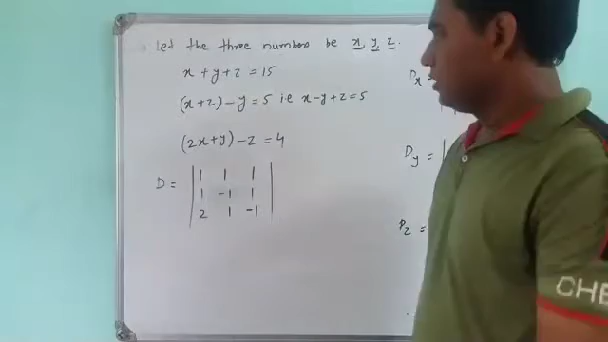 Let the three numbers be x, y, z.
x + y + z = 15
(x + z) - y = 5 i.e x - y + z = 5
(2x + y) - z = 4
D = | 1 1 1 |
| 1 -1 1 |
| 2 1 -1 |
Dx =
Dy =
Dz =
CHE